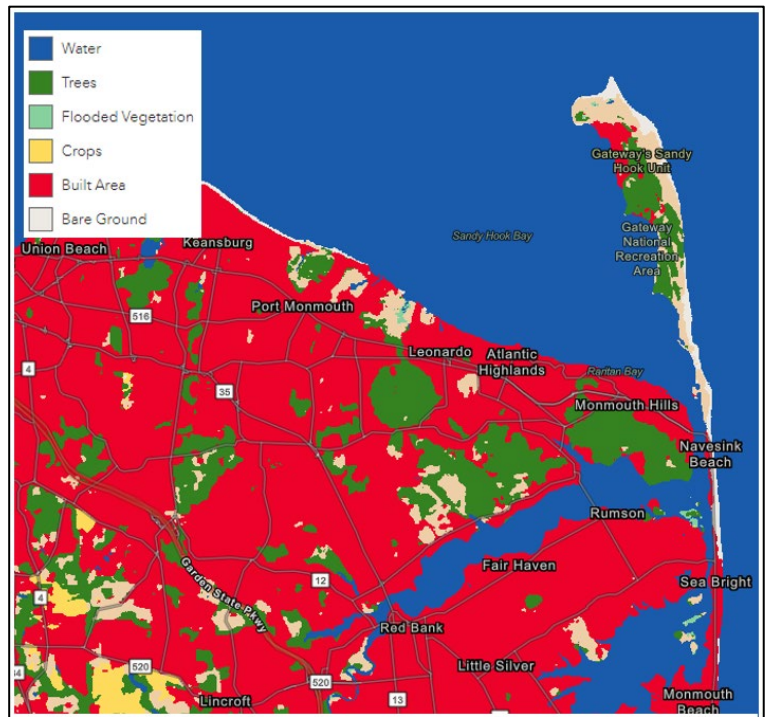 Water
Trees
Flooded Vegetation
Crops
Built Area
Bare Ground
Gateway's Sandy
Hook Unit
Gateway
National
Recreation
Area
Sandy Hook Bay
Union Beach
Keansburg
Port Monmouth
516
4
35
Leonardo
Atlantic
Highlands
Raritan Bay
Monmouth Hills
Navesink
Beach
Rumson
Fair Haven
Sea Bright
12
Garden State Pkwy
4
Red Bank
Little Silver
520
34
520
Lincroft
13
Monmouth
Beach